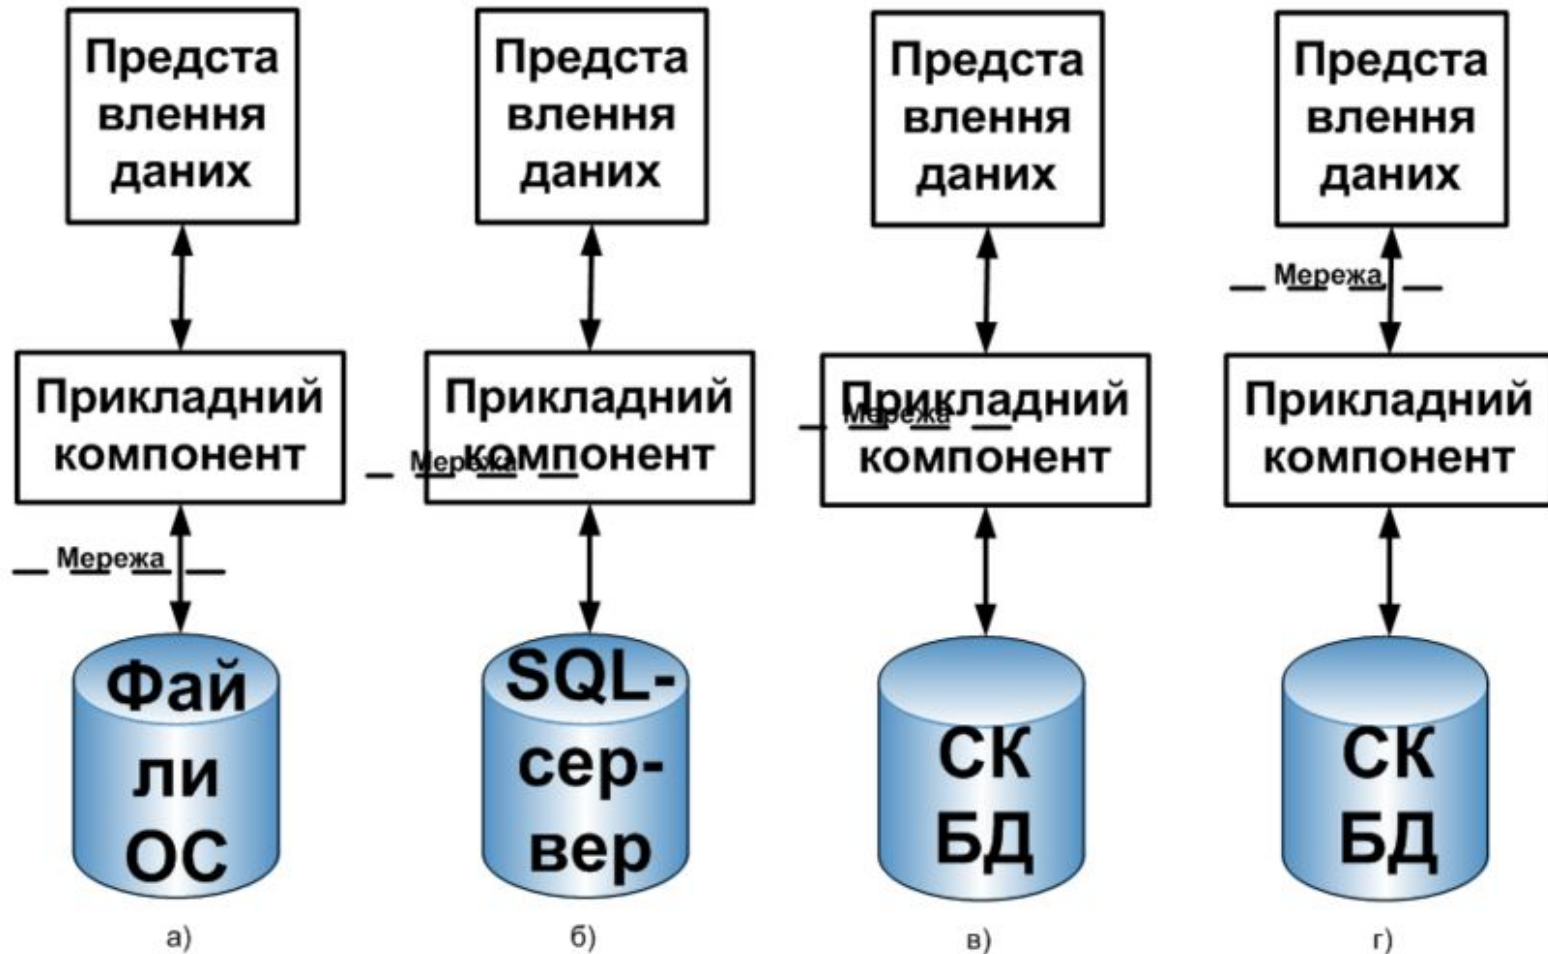 Предста
влення
даних
Прикладний
компонент
Мережа
Фай
ли
ОС
а)
Предста
влення
даних
Прикладний
компонент
Мережа
SQL-
сер-
вер
б)
Предста
влення
даних
Прикладний
Мережа
компонент
СК
БД
в)
Предста
влення
даних
Мережа
Прикладний
компонент
СК
БД
г)